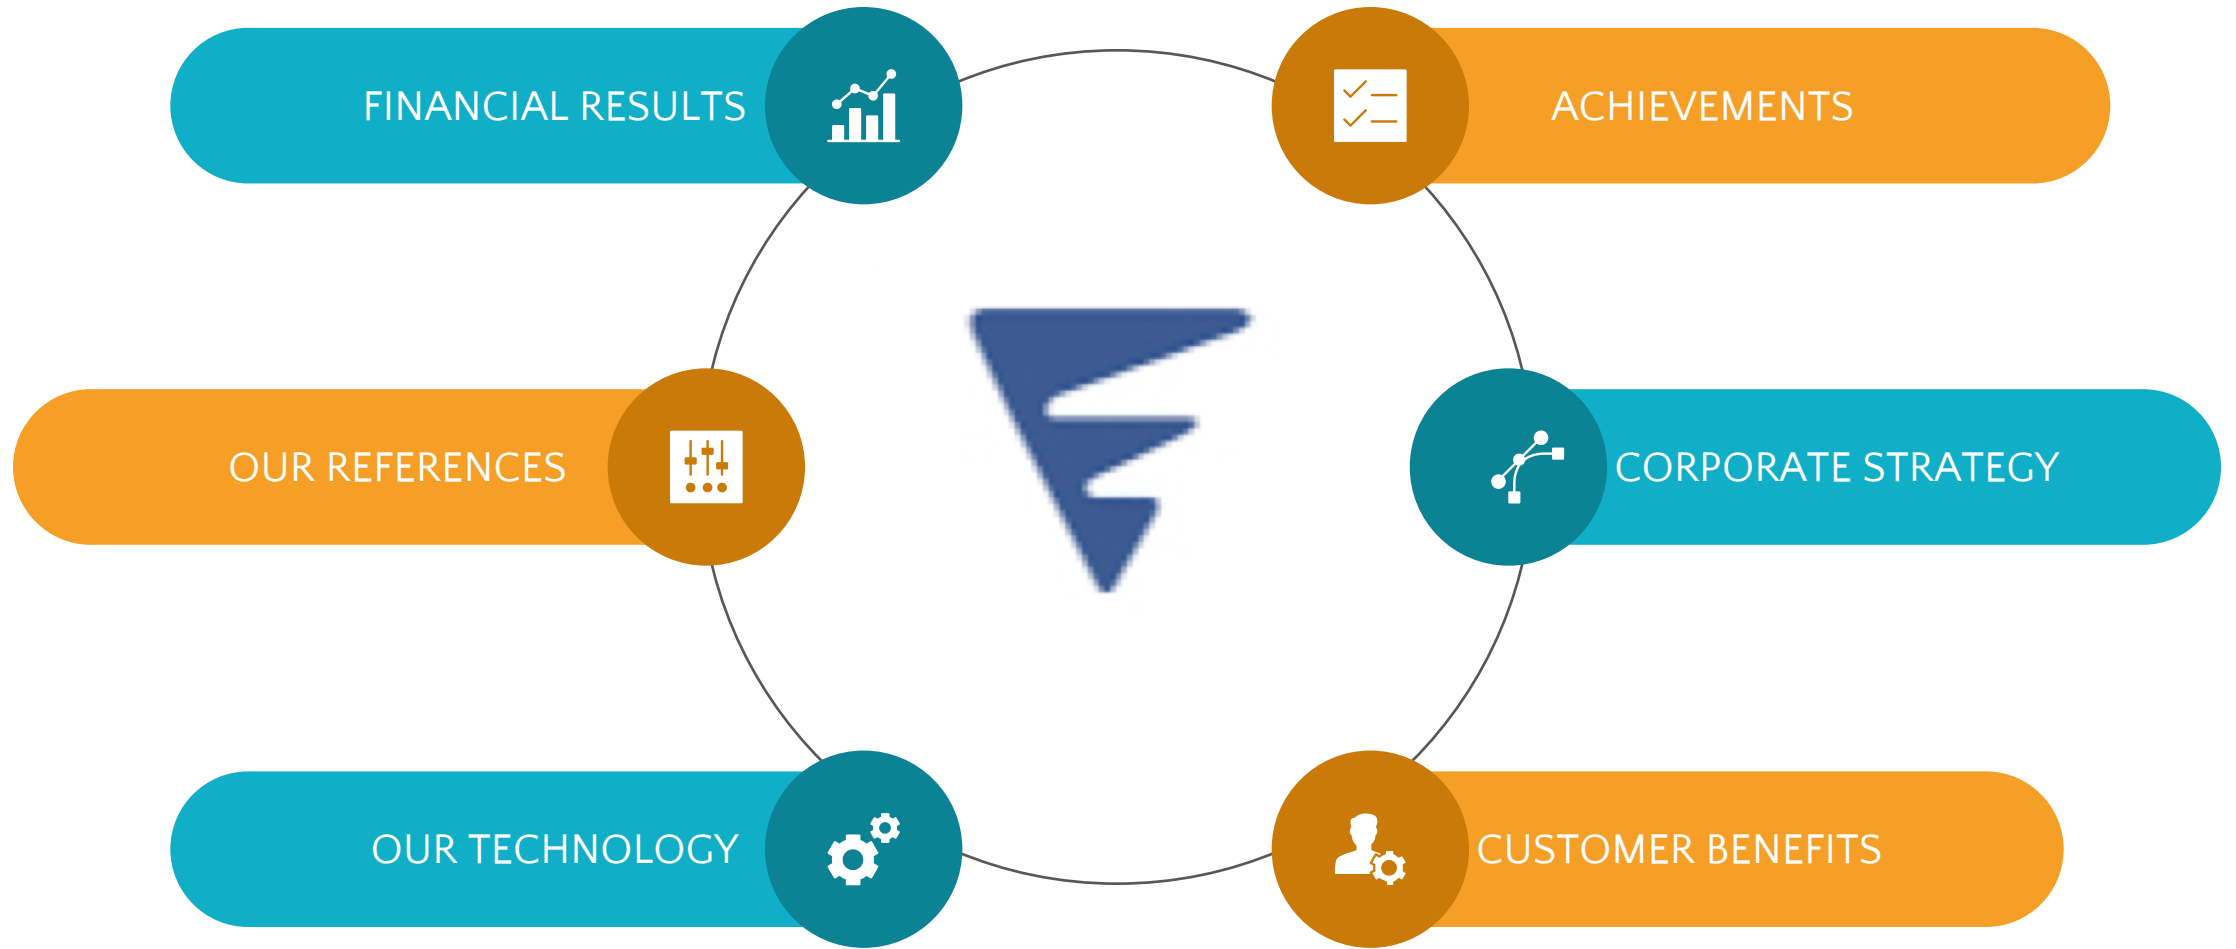 FINANCIAL RESULTS
ACHIEVEMENTS
OUR REFERENCES
CORPORATE STRATEGY
OUR TECHNOLOGY
CUSTOMER BENEFITS